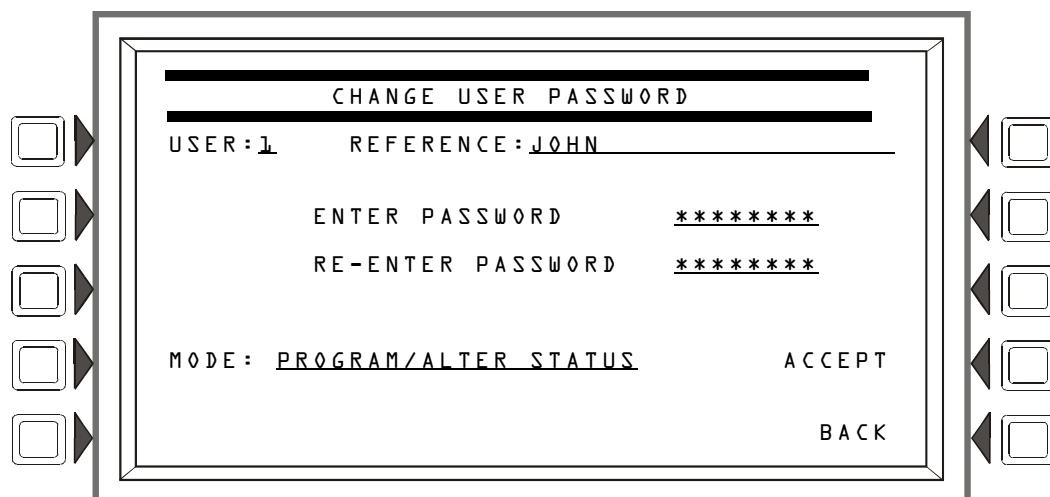 CHANGE USER PASSWORD
USER:1 REFERENCE:JOHN
ENTER PASSWORD ********
RE-ENTER PASSWORD ********
MODE: PROGRAM/ALTER STATUS ACCEPT
BACK